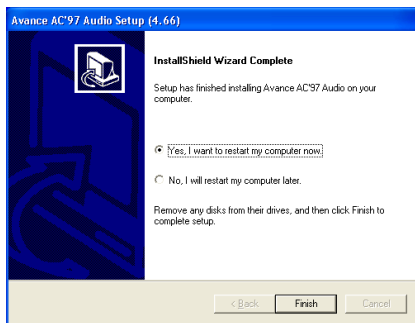 Avance AC'97 Audio Setup (4.66)
InstallShield Wizard Complete
Setup has finished installing Avance AC'97 Audio on your
computer.
Yes, I want to restart my computer now.
No, I will restart my computer later.
Remove any disks from their drives, and then click Finish to
complete setup.
< Back
Finish
Cancel